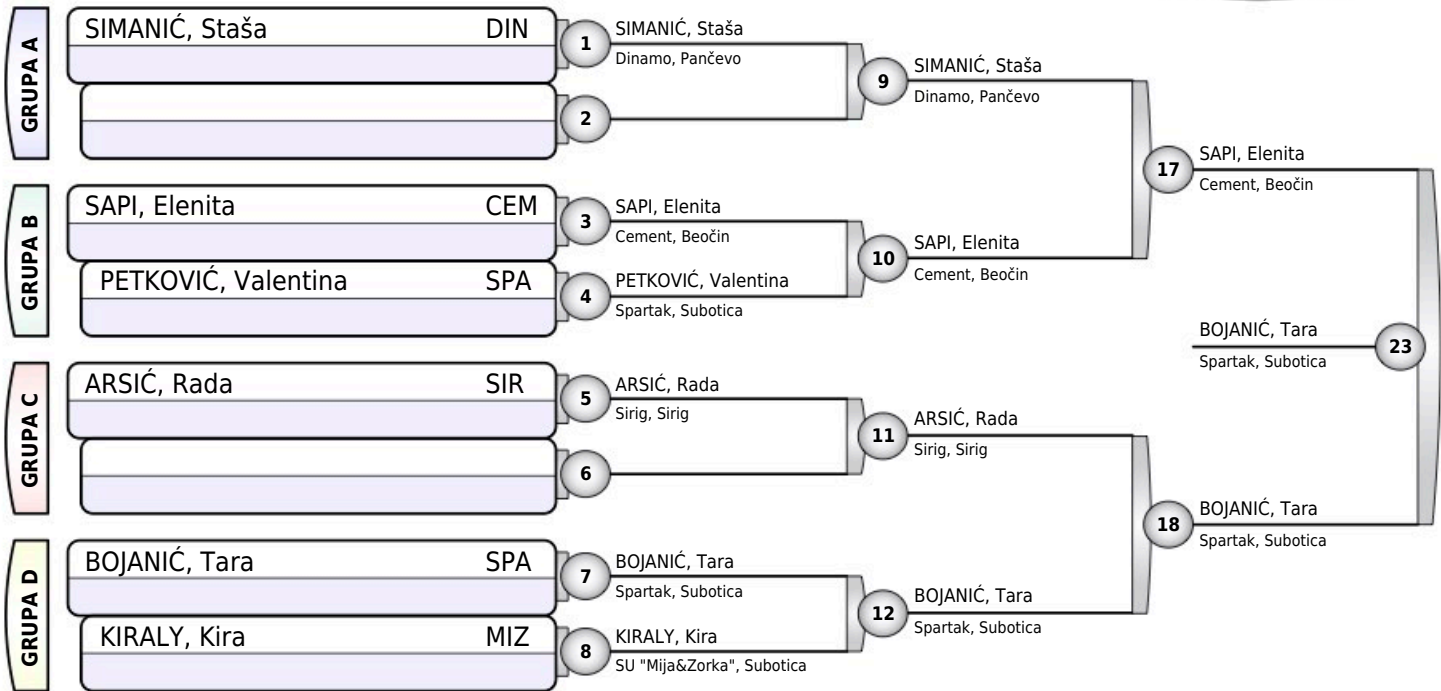 GRUPA A
SIMANIĆ, Staša DIN
1
SIMANIĆ, Staša
Dinamo, Pančevo
2
9
SIMANIĆ, Staša
Dinamo, Pančevo
GRUPA B
SAPI, Elenita CEM
3
SAPI, Elenita
Cement, Beočin
PETKOVIĆ, Valentina SPA
4
PETKOVIĆ, Valentina
Spartak, Subotica
10
SAPI, Elenita
Cement, Beočin
17
SAPI, Elenita
Cement, Beočin
GRUPA C
ARSIĆ, Rada SIR
5
ARSIĆ, Rada
Sirig, Sirig
6
11
ARSIĆ, Rada
Sirig, Sirig
GRUPA D
BOJANIĆ, Tara SPA
7
BOJANIĆ, Tara
Spartak, Subotica
KIRALY, Kira MIZ
8
KIRALY, Kira
SU "Mija&Zorka", Subotica
12
BOJANIĆ, Tara
Spartak, Subotica
18
BOJANIĆ, Tara
Spartak, Subotica
BOJANIĆ, Tara
Spartak, Subotica
23